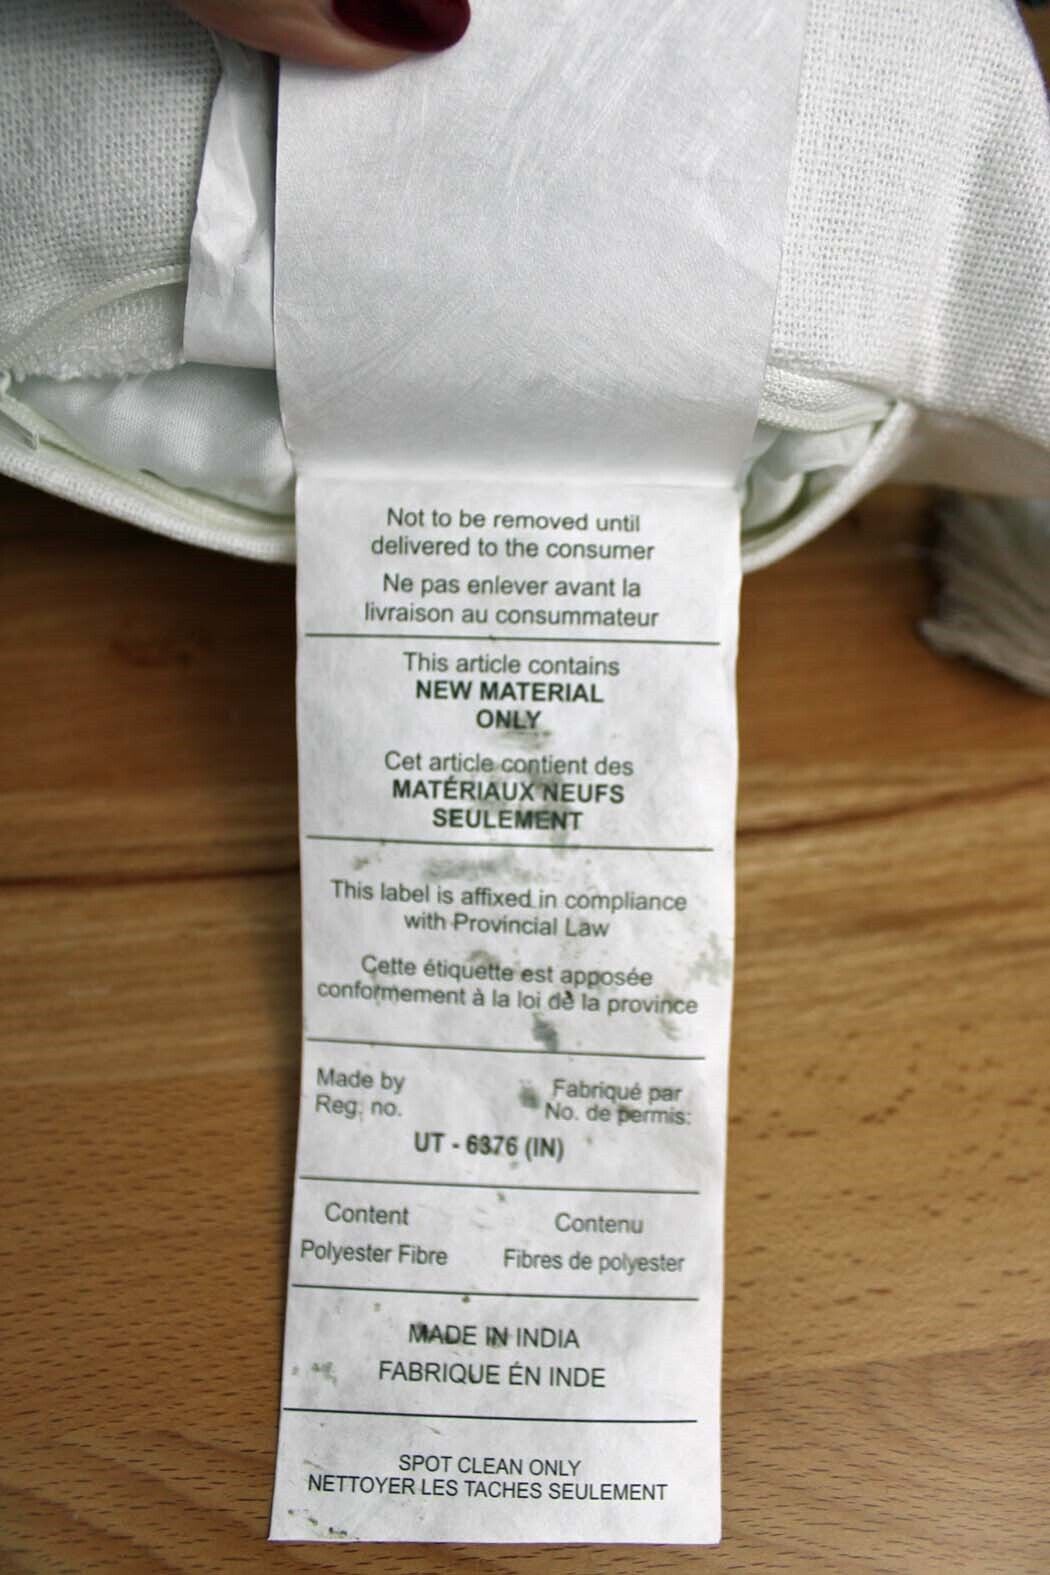 Not to be removed until
delivered to the consumer
Ne pas enlever avant la
livraison au consummateur
This article contains
NEW MATERIAL
ONLY
Cet article contient des
MATÉRIAUX NEUFS
SEULEMENT
This label is affixed in compliance
with Provincial Law
Cette étiquette est apposée
conformement à la loi de la province
Made by
Reg. no.
Fabriqué par
No. de permis:
UT - 6376 (IN)
Content
Contenu
Polyester Fibre
Fibres de polyester
MADE IN INDIA
FABRIQUE ÉN INDE
SPOT CLEAN ONLY
NETTOYER LES TACHES SEULEMENT